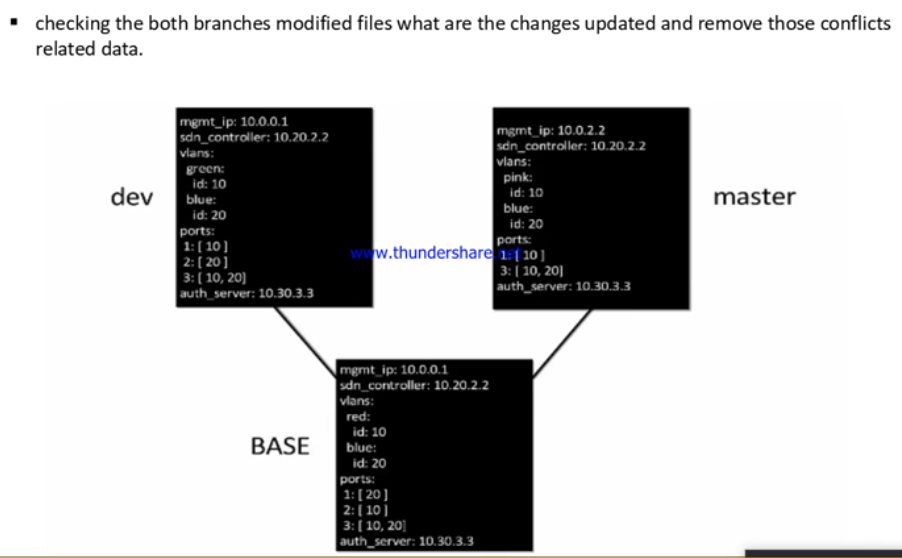 ▪ checking the both branches modified files what are the changes updated and remove those conflicts
related data.
dev
mgmt_ip: 10.0.0.1
sdn_controller: 10.20.2.2
vlans:
green:
id: 10
blue:
id: 20
ports:
1: [ 10 ]
2: [ 20 ]
3: [ 10, 20]
auth_server: 10.30.3.3
www.thundershare.net
mgmt_ip: 10.0.2.2
sdn_controller: 10.20.2.2
vlans:
pink:
id: 10
blue:
id: 20
ports:
1: [ 10 ]
3: [ 10, 20]
auth_server: 10.30.3.3
master
BASE
mgmt_ip: 10.0.0.1
sdn_controller: 10.20.2.2
vlans:
red:
id: 10
blue:
id: 20
ports:
1: [ 20 ]
2: [ 10 ]
3: [ 10, 20]
auth_server: 10.30.3.3